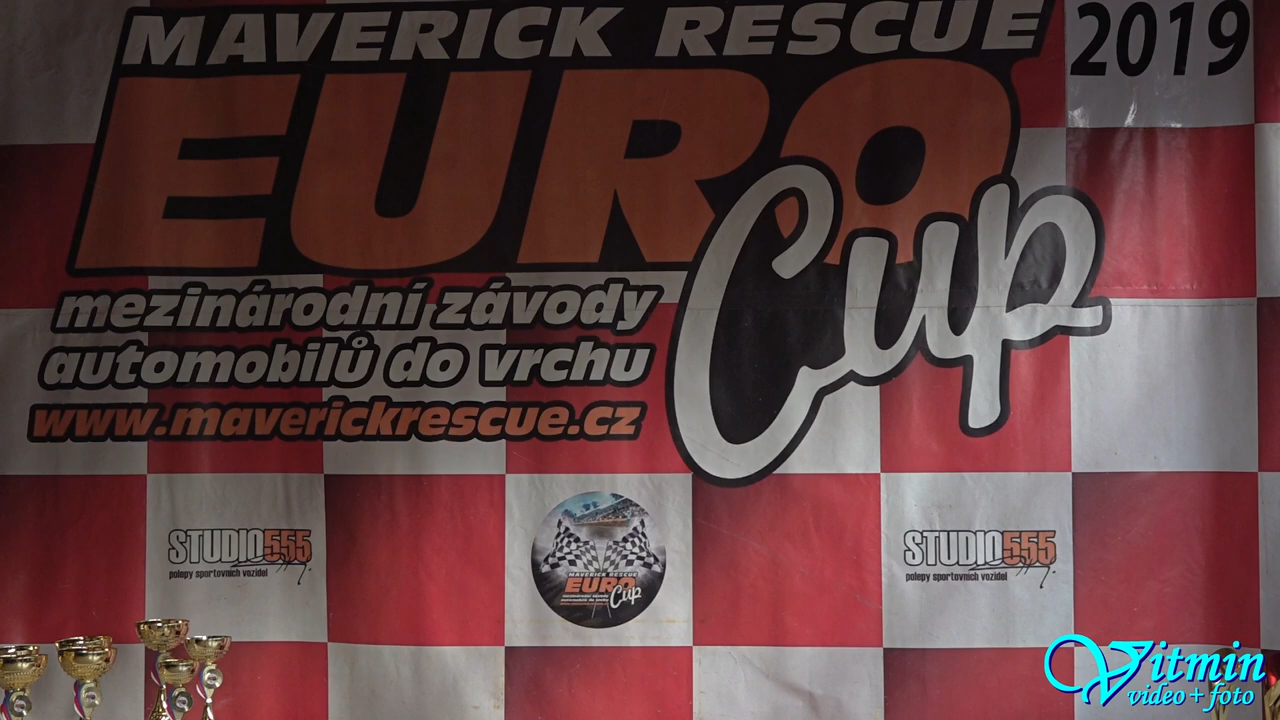 MAVERICK RESCUE
2019
EURO
Cup
mezinárodní závody
automobilů do vrchu
www.maverickrescue.cz
STUDIO555
polepy sportovních vozidel
MAVERICK RESCUE
EURO
Cup
STUDIO555
polepy sportovních vozidel
Vitmin
video + foto